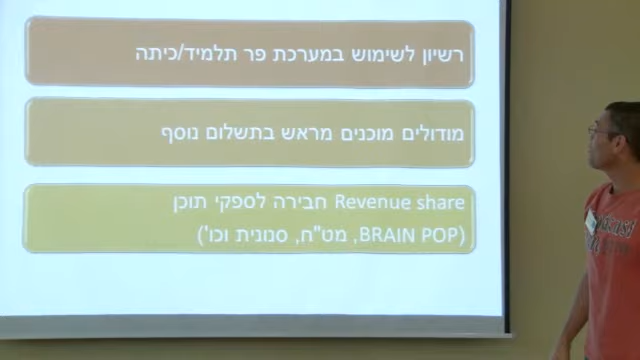 רשיון לשימוש במערכת פר תלמיד/כיתה
מודולים מוכנים מראש בתשלום נוסף
Revenue share חבירה לספקי תוכן
(BRAIN POP, מט"ח, סנונית וכו')